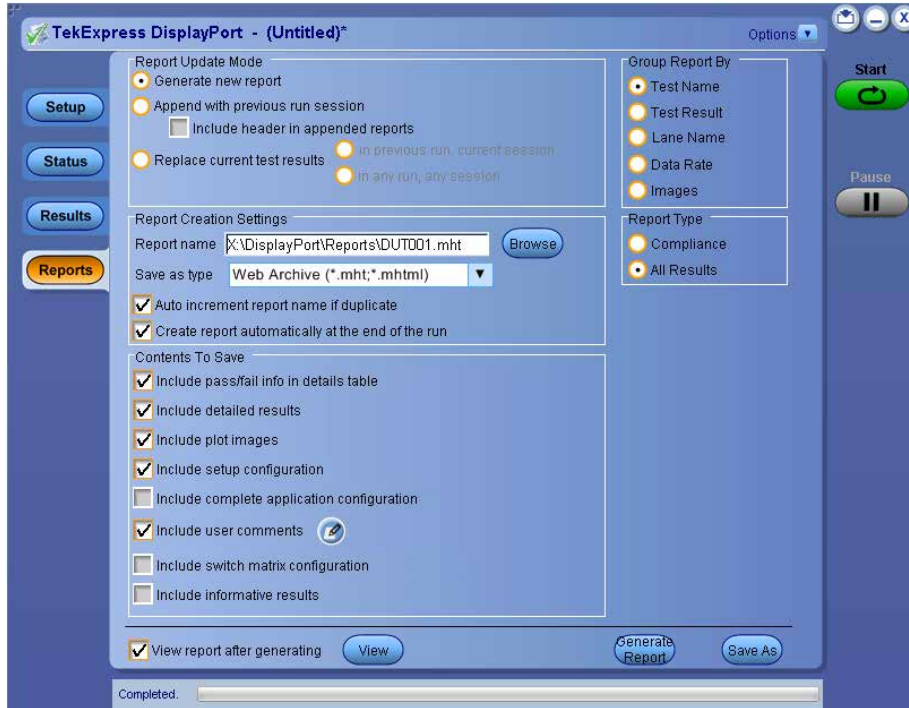 TekExpress DisplayPort - (Untitled)*
Options
Setup
Status
Results
Reports
Report Update Mode
Generate new report
Append with previous run session
Include header in appended reports
Replace current test results
in previous run, current session
in any run, any session
Report Creation Settings
Report name X:\DisplayPort\Reports\DUT001.mht Browse
Save as type Web Archive (*.mht;*.mhtml)
Auto increment report name if duplicate
Create report automatically at the end of the run
Contents To Save
Include pass/fail info in details table
Include detailed results
Include plot images
Include setup configuration
Include complete application configuration
Include user comments
Include switch matrix configuration
Include informative results
View report after generating View
Generate
Report
Save As
Group Report By
Test Name
Test Result
Lane Name
Data Rate
Images
Report Type
Compliance
All Results
Start
Pause
Completed.